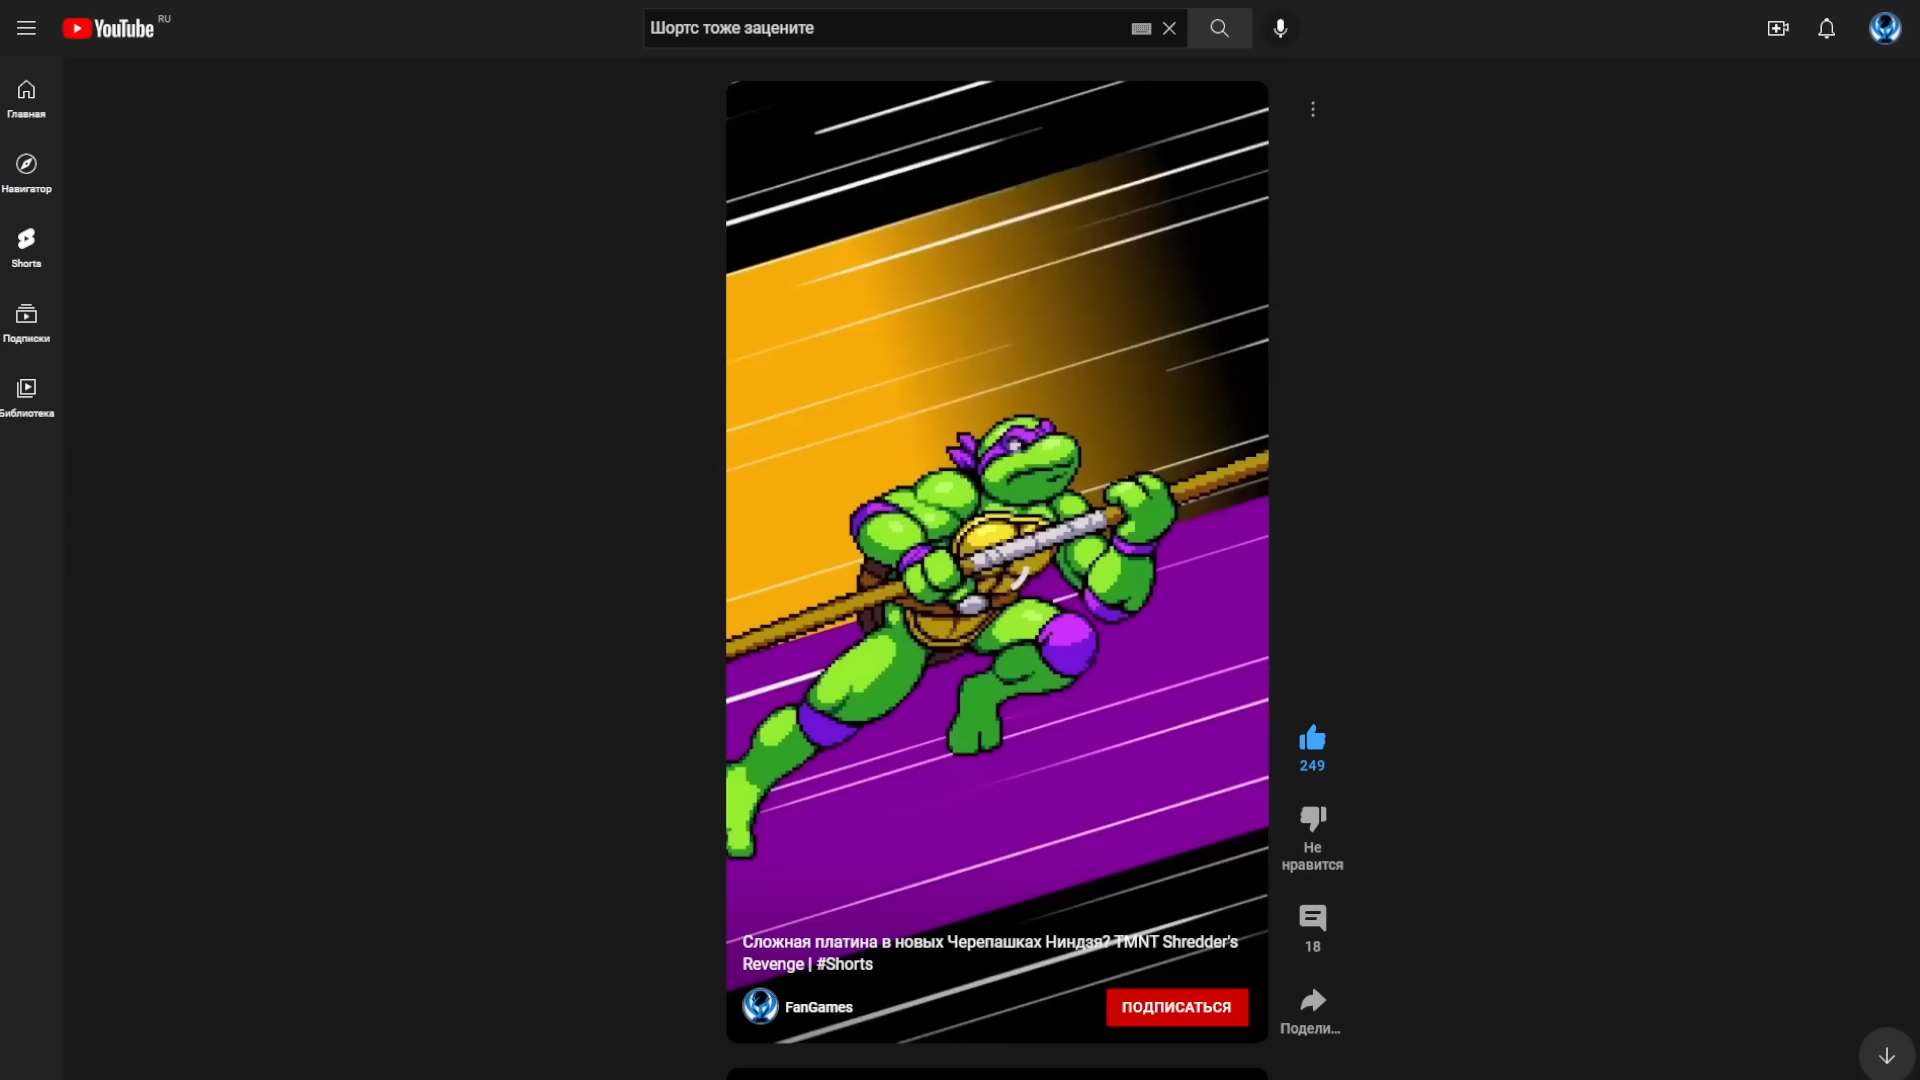 YouTube RU
Шортс тоже зацените
Главная
Навигатор
Shorts
Подписки
Библиотека
249
Не
нравится
18
Подели...
Сложная платина в новых Черепашках Ниндзя? TMNT Shredder's
Revenge | #Shorts
FanGames
ПОДПИСАТЬСЯ